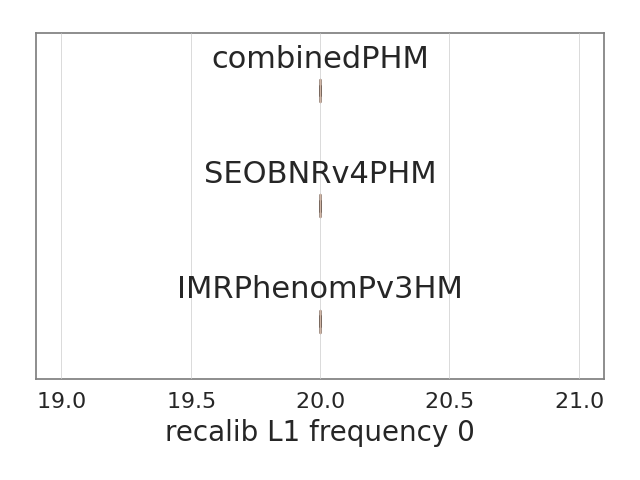 combinedPHM
SEOBNRv4PHM
IMRPhenomPv3HM
19.0 19.5 20.0 20.5 21.0
recalib L1 frequency 0